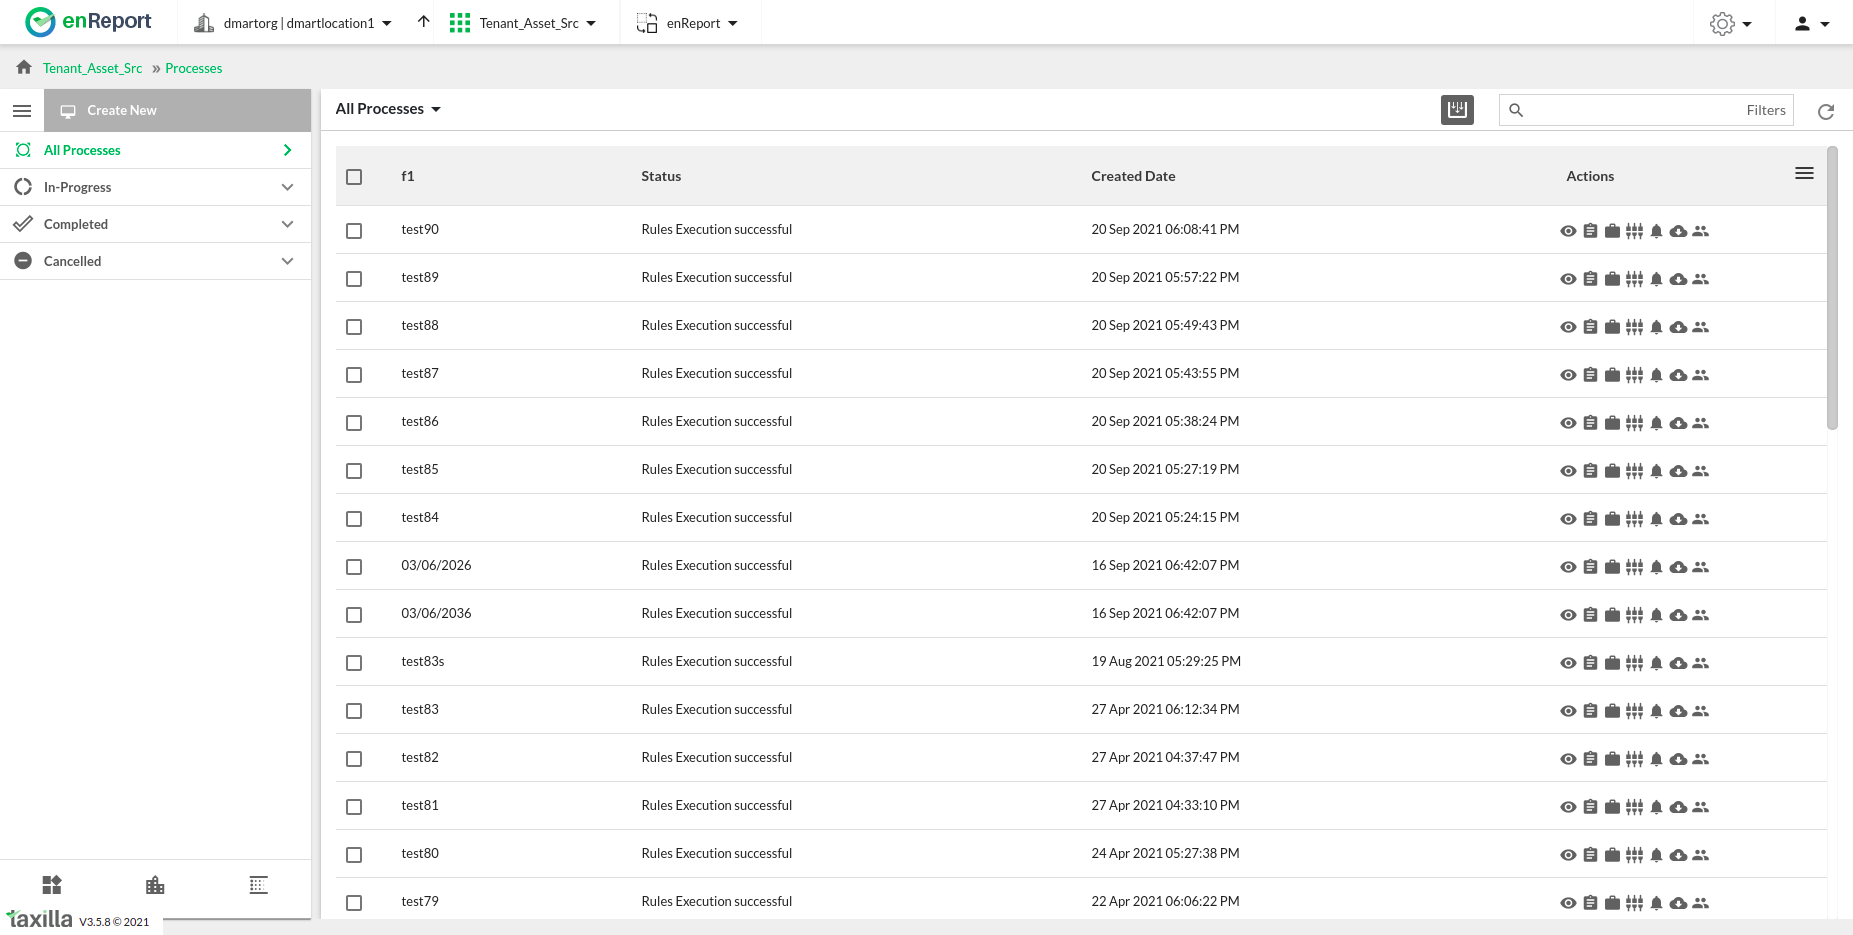 enReport
dmartorg | dmartlocation1
Tenant_Asset_Src
enReport
Tenant_Asset_Src » Processes
Create New
All Processes
In-Progress
Completed
Cancelled
All Processes
Filters
f1 Status Created Date Actions
test90 Rules Execution successful 20 Sep 2021 06:08:41 PM
test89 Rules Execution successful 20 Sep 2021 05:57:22 PM
test88 Rules Execution successful 20 Sep 2021 05:49:43 PM
test87 Rules Execution successful 20 Sep 2021 05:43:55 PM
test86 Rules Execution successful 20 Sep 2021 05:38:24 PM
test85 Rules Execution successful 20 Sep 2021 05:27:19 PM
test84 Rules Execution successful 20 Sep 2021 05:24:15 PM
03/06/2026 Rules Execution successful 16 Sep 2021 06:42:07 PM
03/06/2036 Rules Execution successful 16 Sep 2021 06:42:07 PM
test83s Rules Execution successful 19 Aug 2021 05:29:25 PM
test83 Rules Execution successful 27 Apr 2021 06:12:34 PM
test82 Rules Execution successful 27 Apr 2021 04:37:47 PM
test81 Rules Execution successful 27 Apr 2021 04:33:10 PM
test80 Rules Execution successful 24 Apr 2021 05:27:38 PM
test79 Rules Execution successful 22 Apr 2021 06:06:22 PM
taxilla V3.5.8 © 2021